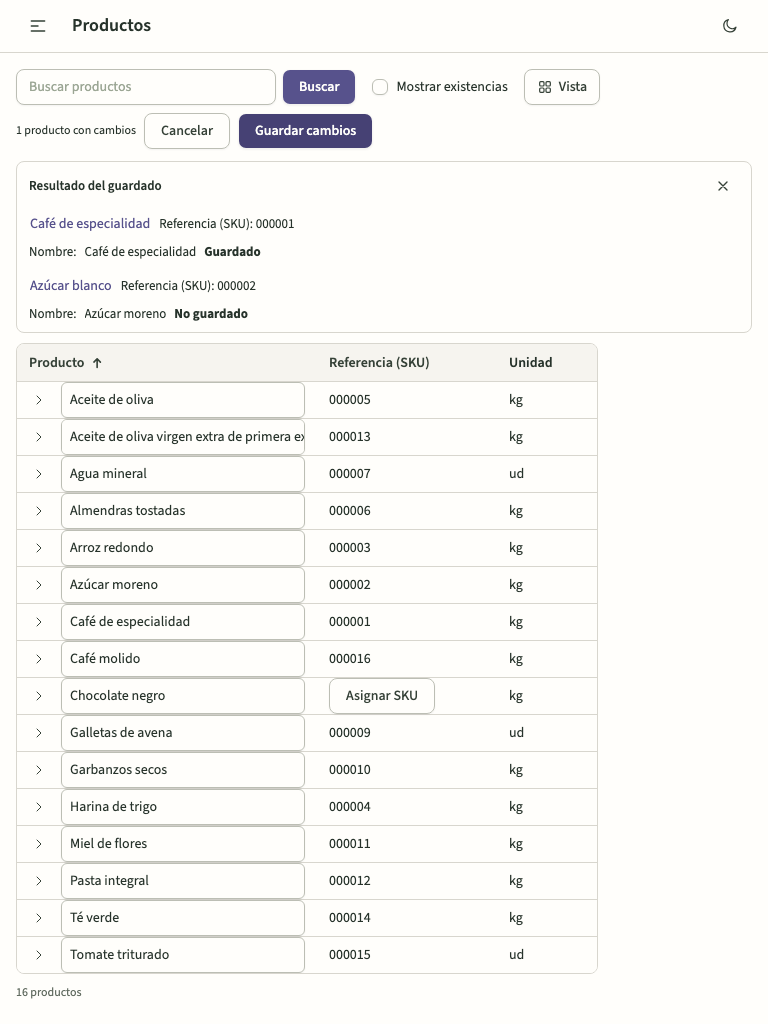 Productos
Buscar productos Buscar Mostrar existencias Vista
1 producto con cambios Cancelar Guardar cambios
Resultado del guardado
Café de especialidad Referencia (SKU): 000001
Nombre: Café de especialidad Guardado
Azúcar blanco Referencia (SKU): 000002
Nombre: Azúcar moreno No guardado
Producto ↑ Referencia (SKU) Unidad
Aceite de oliva 000005 kg
Aceite de oliva virgen extra de primera ex 000013 kg
Agua mineral 000007 ud
Almendras tostadas 000006 kg
Arroz redondo 000003 kg
Azúcar moreno 000002 kg
Café de especialidad 000001 kg
Café molido 000016 kg
Chocolate negro Asignar SKU kg
Galletas de avena 000009 ud
Garbanzos secos 000010 kg
Harina de trigo 000004 kg
Miel de flores 000011 kg
Pasta integral 000012 kg
Té verde 000014 kg
Tomate triturado 000015 ud
16 productos